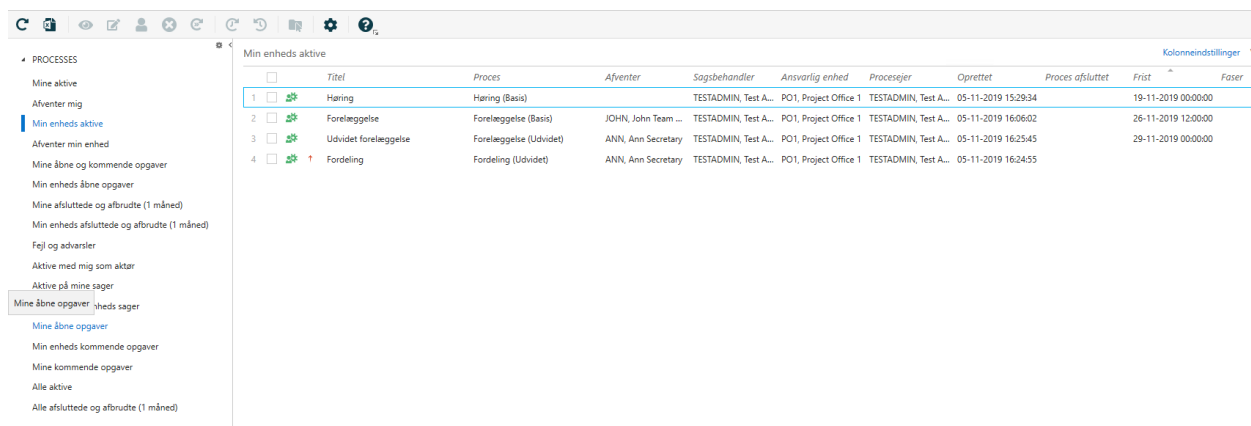 PROCESSES
Mine aktive
Afventer mig
Min enheds aktive
Afventer min enhed
Mine åbne og kommende opgaver
Min enheds åbne opgaver
Mine afsluttede og afbrudte (1 måned)
Min enheds afsluttede og afbrudte (1 måned)
Fejl og advarsler
Aktive med mig som aktør
Aktive på mine sager
Mine åbne opgaver
nheds sager
Mine åbne opgaver
Min enheds kommende opgaver
Mine kommende opgaver
Alle aktive
Alle afsluttede og afbrudte (1 måned)
Min enheds aktive Kolonneindstillinger
Titel Proces Afventer Sagsbehandler Ansvarlig enhed Procesejer Oprettet Proces afsluttet Frist Faser
1 Høring Høring (Basis) TESTADMIN, Test A... PO1, Project Office 1 TESTADMIN, Test A... 05-11-2019 15:29:34 19-11-2019 00:00:00
2 Forelæggelse Forelæggelse (Basis) JOHN, John Team ... TESTADMIN, Test A... PO1, Project Office 1 TESTADMIN, Test A... 05-11-2019 16:06:02 26-11-2019 12:00:00
3 Udvidet forelæggelse Forelæggelse (Udvidet) ANN, Ann Secretary TESTADMIN, Test A... PO1, Project Office 1 TESTADMIN, Test A... 05-11-2019 16:25:45 29-11-2019 00:00:00
4 Fordeling Fordeling (Udvidet) ANN, Ann Secretary TESTADMIN, Test A... PO1, Project Office 1 TESTADMIN, Test A... 05-11-2019 16:24:55